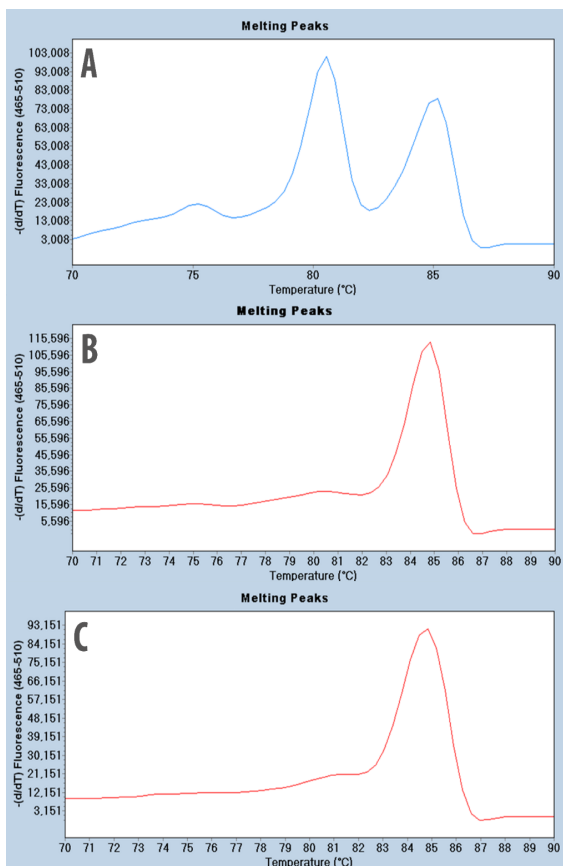 Melting Peaks
A
-(d/dT) Fluorescence (465-510)
103,008
93,008
83,008
73,008
63,008
53,008
43,008
33,008
23,008
13,008
3,008
70 75 80 85 90
Temperature (°C)
Melting Peaks
B
-(d/dT) Fluorescence (465-510)
115,596
105,596
95,596
85,596
75,596
65,596
55,596
45,596
35,596
25,596
15,596
5,596
70 71 72 73 74 75 76 77 78 79 80 81 82 83 84 85 86 87 88 89 90
Temperature (°C)
Melting Peaks
C
-(d/dT) Fluorescence (465-510)
93,151
84,151
75,151
66,151
57,151
48,151
39,151
30,151
21,151
12,151
3,151
70 71 72 73 74 75 76 77 78 79 80 81 82 83 84 85 86 87 88 89 90
Temperature (°C)